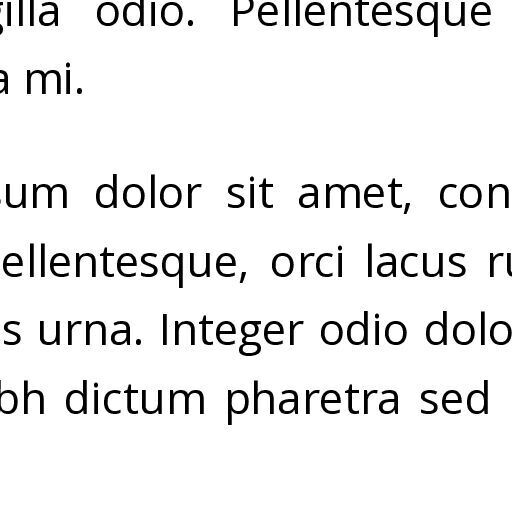 gilla odio. Pellentesque
a mi.
sum dolor sit amet, con
ellentesque, orci lacus ru
s urna. Integer odio dolo
bh dictum pharetra sed